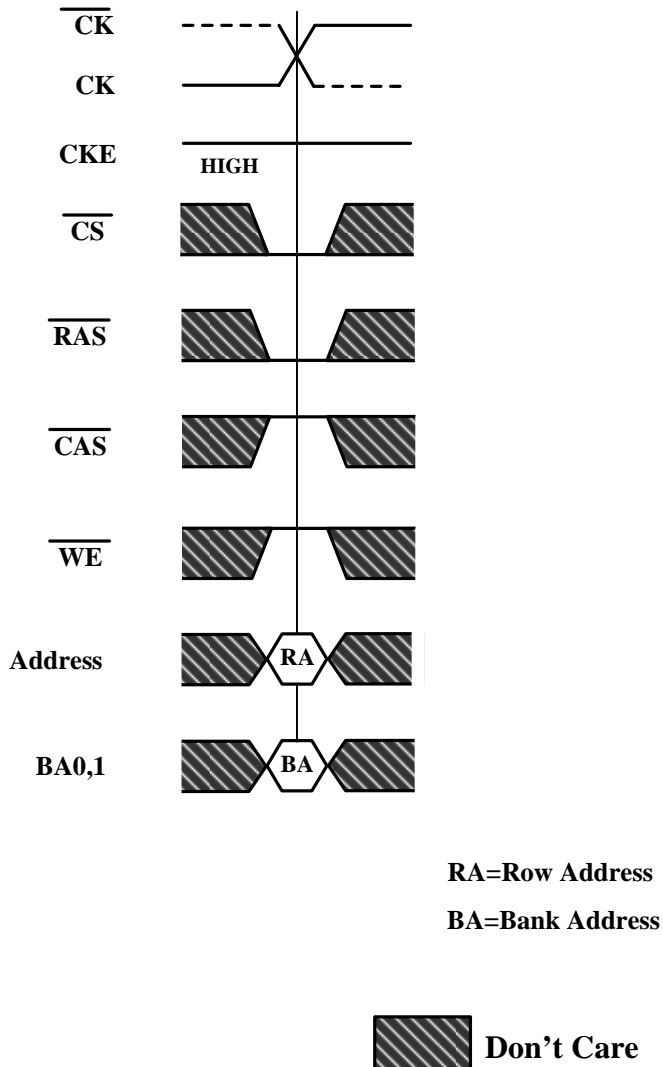 CK
CK
CKE
HIGH
CS
RAS
CAS
WE
Address
RA
BA0,1
BA
RA=Row Address
BA=Bank Address
Don't Care